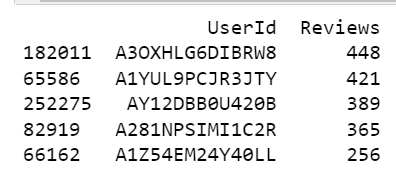 UserId Reviews
182011 A3OXHLG6DIBRW8 448
65586 A1YUL9PCJR3JTY 421
252275 AY12DBB0U420B 389
82919 A281NPSIMI1C2R 365
66162 A1Z54EM24Y40LL 256